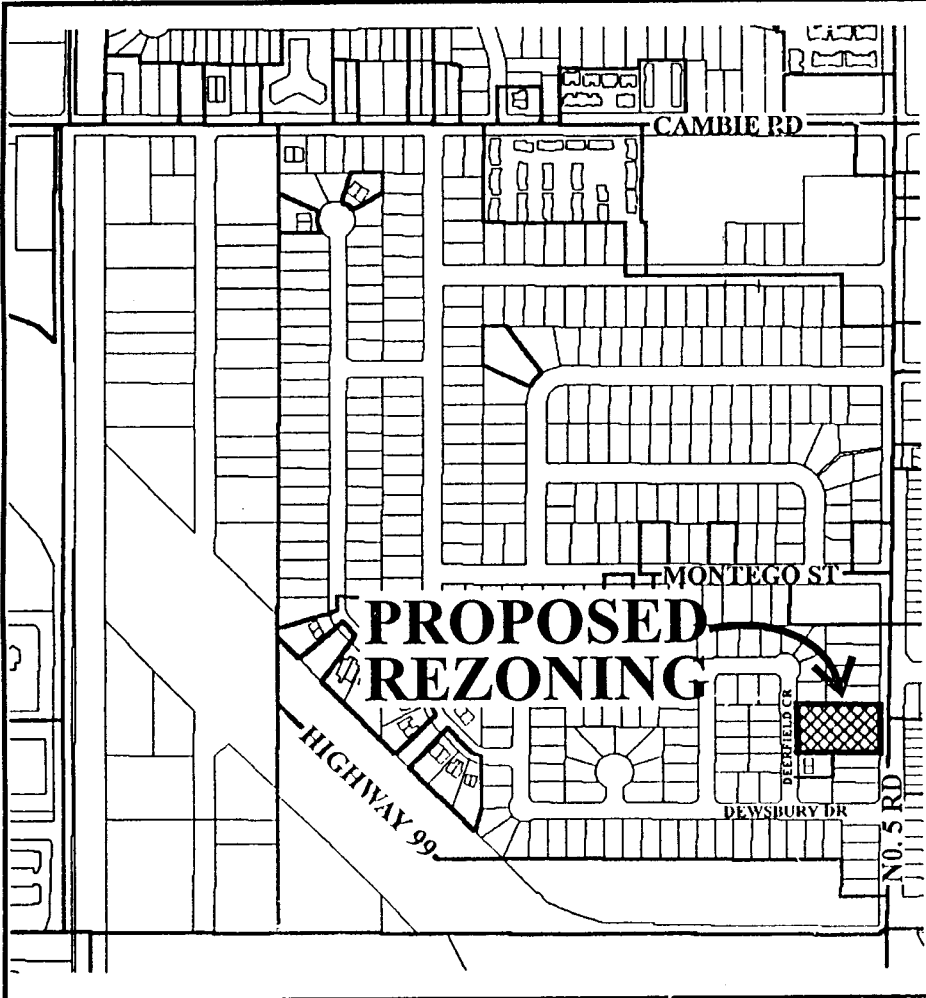 CAMBIE RD
MONTEGO ST
PROPOSED
REZONING
DEERFIELD CR
HIGHWAY 99
DEWSBURY DR
NO. 5 RD